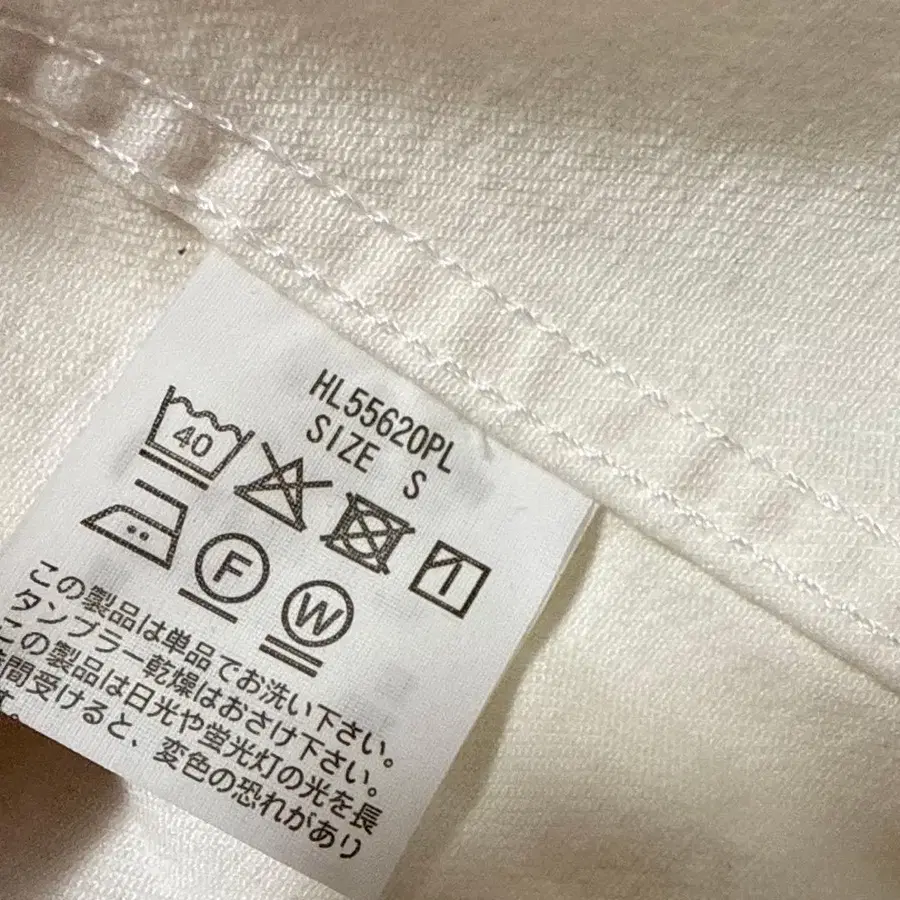 HL55620PL
SIZE S
40
F
W
この製品は単品でお洗い下さい。
タンブラー乾燥はおさけ下さい。
この製品は日光や蛍光灯の光を長
時間受けると、変色の恐れがあり
ます。